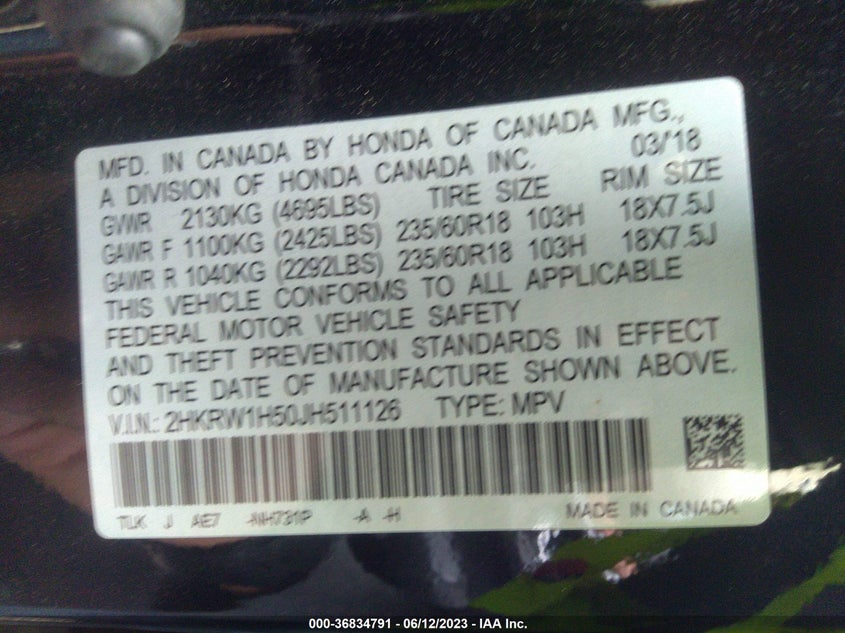 MFD. IN CANADA BY HONDA OF CANADA MFG.,
A DIVISION OF HONDA CANADA INC. 03/18
GVWR 2130KG (4695LBS) TIRE SIZE RIM SIZE
GAWR F 1100KG (2425LBS) 235/60R18 103H 18X7.5J
GAWR R 1040KG (2292LBS) 235/60R18 103H 18X7.5J
THIS VEHICLE CONFORMS TO ALL APPLICABLE
FEDERAL MOTOR VEHICLE SAFETY
AND THEFT PREVENTION STANDARDS IN EFFECT
ON THE DATE OF MANUFACTURE SHOWN ABOVE.
V.I.N.: 2HKRW1H50JH511126 TYPE: MPV
TLK J AE7 NH731P A H MADE IN CANADA
000-36834791 - 06/12/2023 - IAA Inc.